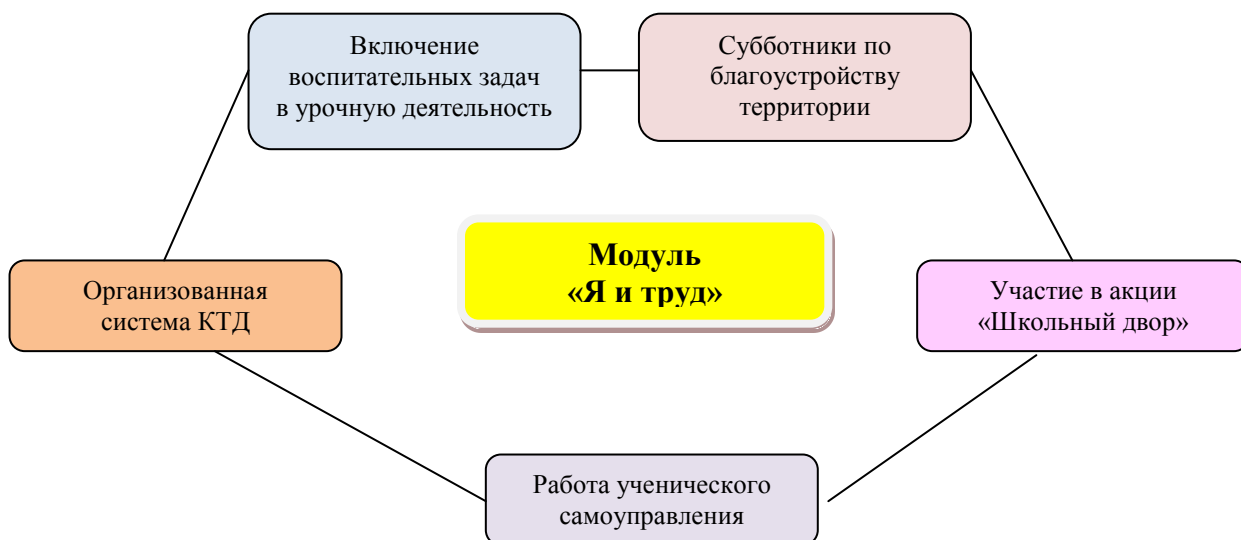 Включение
воспитательных задач
в урочную деятельность
Субботники по
благоустройству
территории
Модуль
«Я и труд»
Организованная
система КТД
Участие в акции
«Школьный двор»
Работа ученического
самоуправления